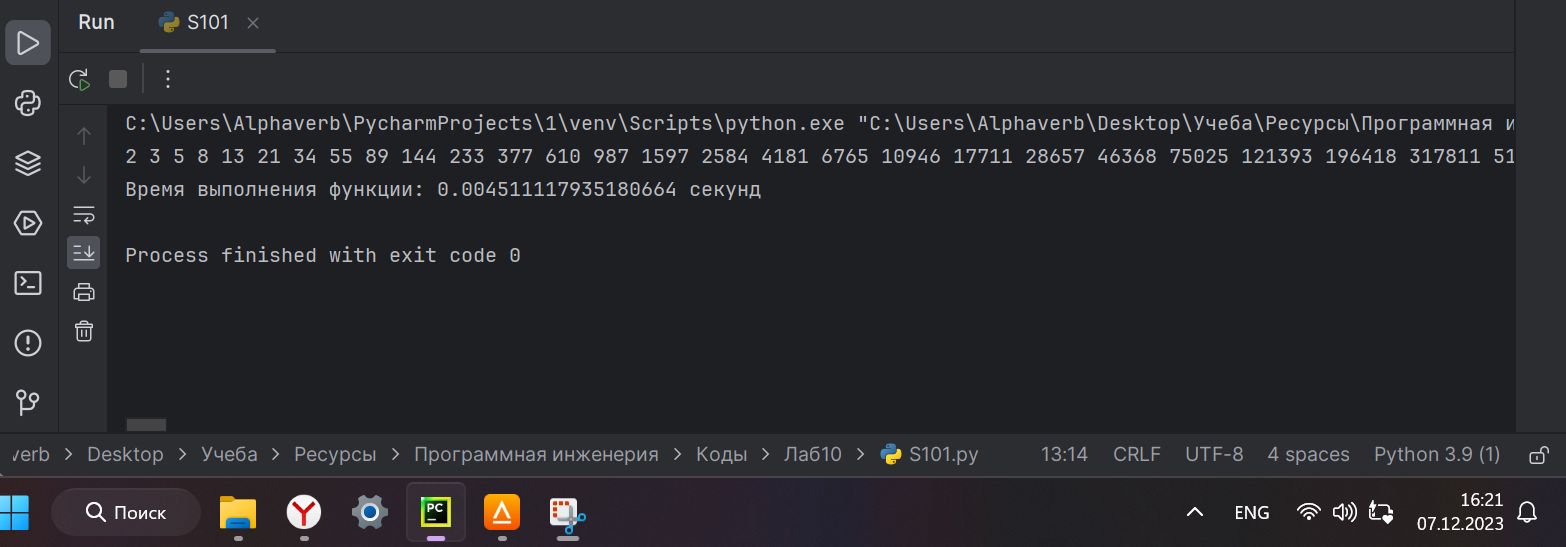 Run S101
C:\Users\Alphaverb\PycharmProjects\1\venv\Scripts\python.exe "C:\Users\Alphaverb\Desktop\Учеба\Ресурсы\Программная и
2 3 5 8 13 21 34 55 89 144 233 377 610 987 1597 2584 4181 6765 10946 17711 28657 46368 75025 121393 196418 317811 51
Время выполнения функции: 0.004511117935180664 секунд
Process finished with exit code 0
verb > Desktop > Учеба > Ресурсы > Программная инженерия > Коды > Лаб10 > S101.py 13:14 CRLF UTF-8 4 spaces Python 3.9 (1)
Поиск PC ENG 16:21
07.12.2023